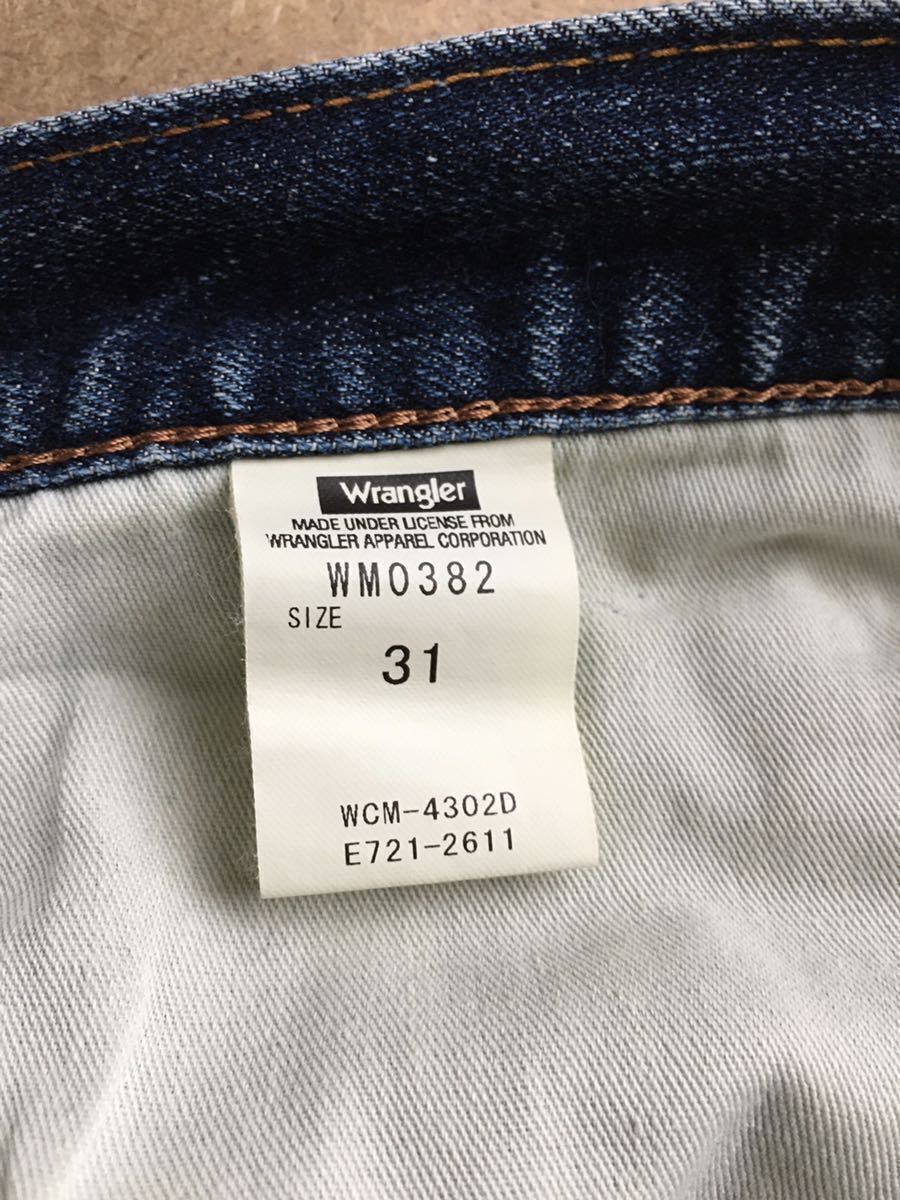 Wrangler
MADE UNDER LICENSE FROM
WRANGLER APPAREL CORPORATION
WM0382
SIZE
31
WCM-4302D
E721-2611